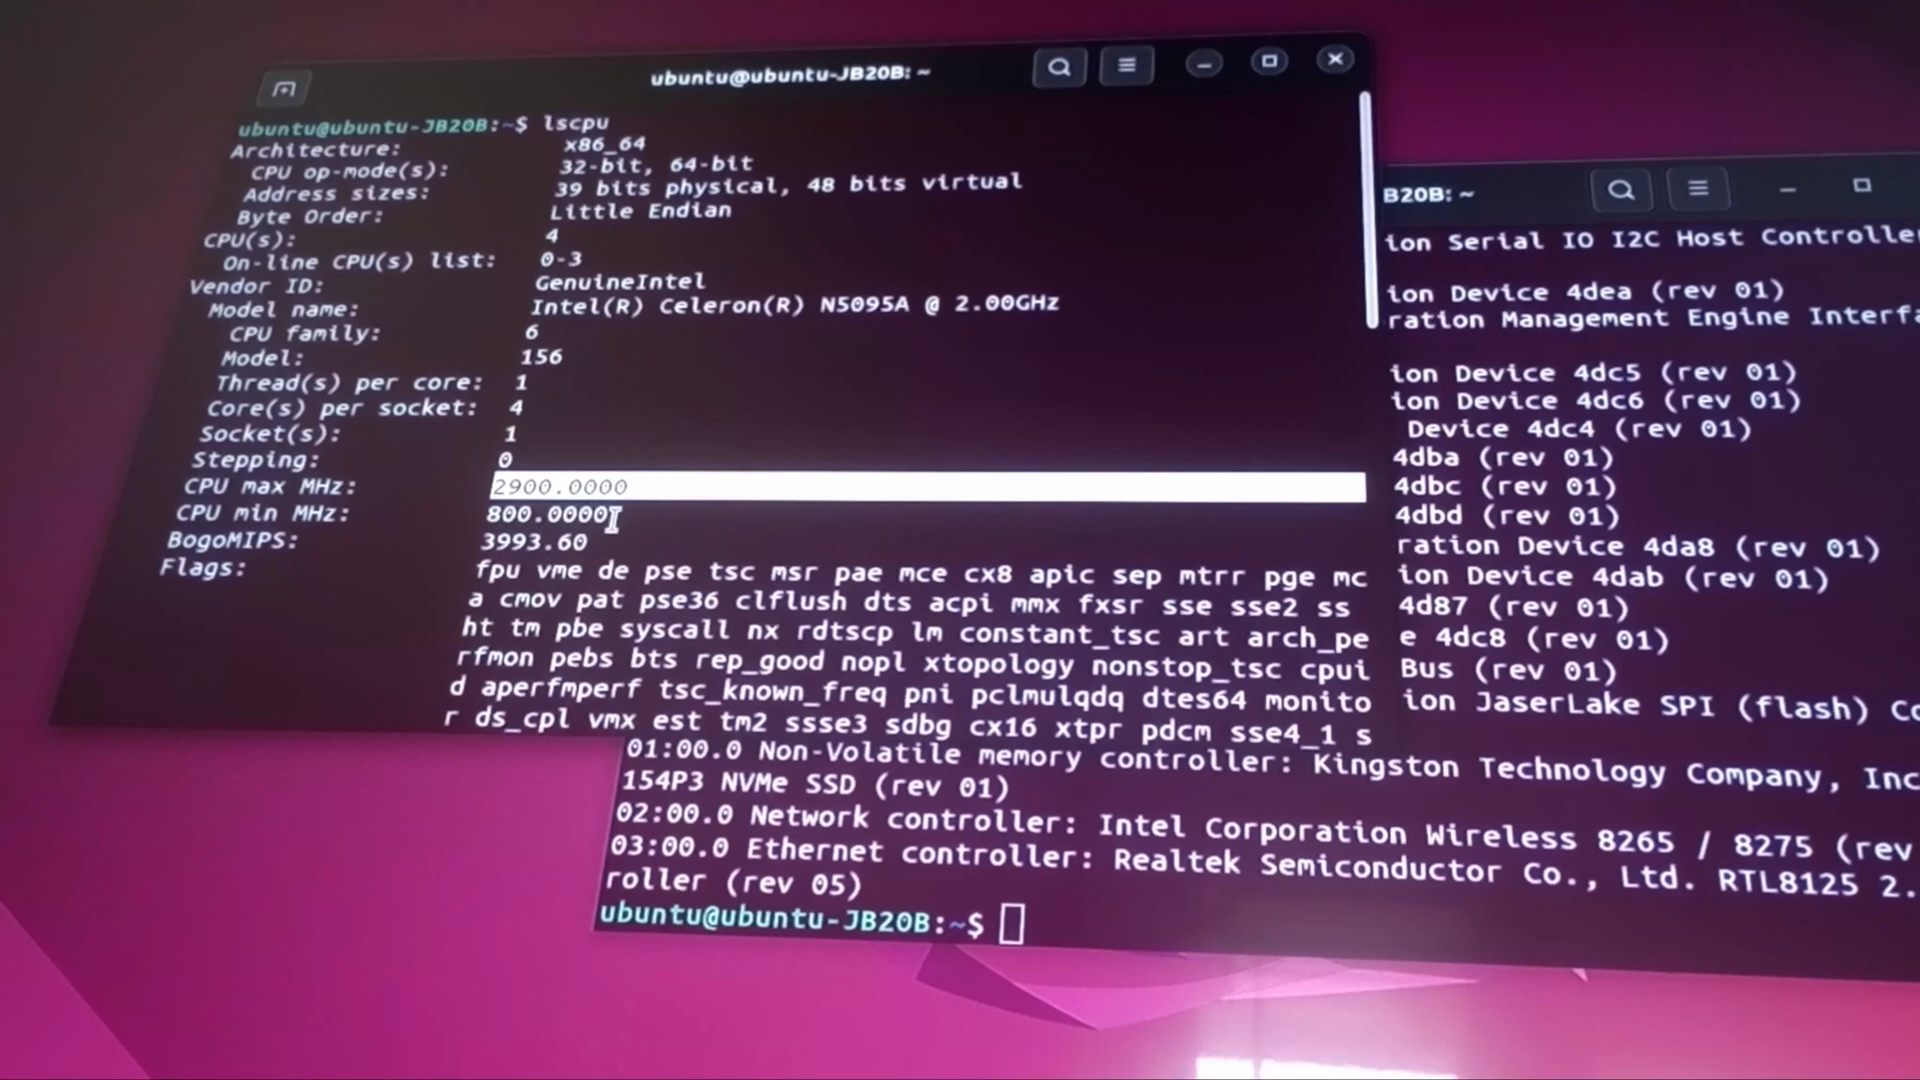 ubuntu@ubuntu-JB20B: ~
ubuntu@ubuntu-JB20B:~$ lscpu
Architecture: x86_64
CPU op-mode(s): 32-bit, 64-bit
Address sizes: 39 bits physical, 48 bits virtual
Byte Order: Little Endian
CPU(s): 4
On-line CPU(s) list: 0-3
Vendor ID: GenuineIntel
Model name: Intel(R) Celeron(R) N5095A @ 2.00GHz
CPU family: 6
Model: 156
Thread(s) per core: 1
Core(s) per socket: 4
Socket(s): 1
Stepping: 0
CPU max MHz: 2900.0000
CPU min MHz: 800.0000
BogoMIPS: 3993.60
Flags: fpu vme de pse tsc msr pae mce cx8 apic sep mtrr pge mc
a cmov pat pse36 clflush dts acpi mmx fxsr sse sse2 ss
ht tm pbe syscall nx rdtscp lm constant_tsc art arch_pe
rfmon pebs bts rep_good nopl xtopology nonstop_tsc cpui
d aperfmperf tsc_known_freq pni pclmulqdq dtes64 monito
r ds_cpl vmx est tm2 ssse3 sdbg cx16 xtpr pdcm sse4_1 s
B20B: ~
ion Serial IO I2C Host Controlle
ion Device 4dea (rev 01)
ration Management Engine Interfa
ion Device 4dc5 (rev 01)
ion Device 4dc6 (rev 01)
Device 4dc4 (rev 01)
4dba (rev 01)
4dbc (rev 01)
4dbd (rev 01)
ration Device 4da8 (rev 01)
ion Device 4dab (rev 01)
4d87 (rev 01)
e 4dc8 (rev 01)
Bus (rev 01)
ion JaserLake SPI (flash) Co
01:00.0 Non-Volatile memory controller: Kingston Technology Company, Inc
154P3 NVMe SSD (rev 01)
02:00.0 Network controller: Intel Corporation Wireless 8265 / 8275 (rev
03:00.0 Ethernet controller: Realtek Semiconductor Co., Ltd. RTL8125 2.
roller (rev 05)
ubuntu@ubuntu-JB20B:~$